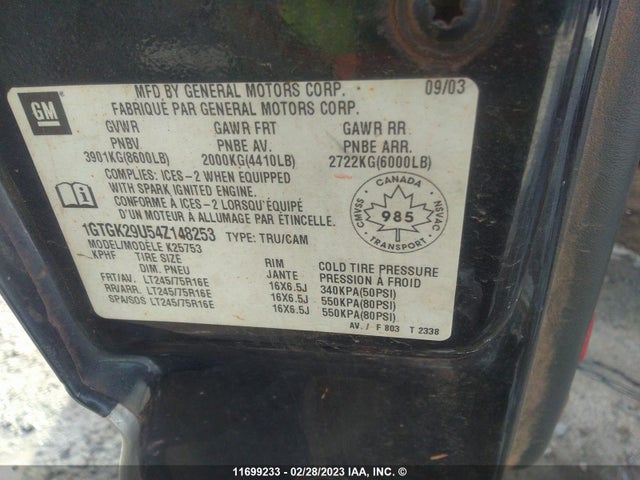 MFD BY GENERAL MOTORS CORP. 09/03
FABRIQUÉ PAR GENERAL MOTORS CORP.
GM
GVWR GAWR FRT GAWR RR
PNBV PNBE AV. PNBE ARR.
3901KG(8600LB) 2000KG(4410LB) 2722KG(6000LB)
COMPLIES: ICES-2 WHEN EQUIPPED
WITH SPARK IGNITED ENGINE.
CONFORME A ICES-2 LORSQU'ÉQUIPÉ
D'UN MOTEUR A ALLUMAGE PAR ÉTINCELLE.
CANADA
CMVSS 985 NSVAC
TRANSPORT
1GTGK29U54Z148253 TYPE: TRU/CAM
MODEL/MODÈLE K25753
KPHF TIRE SIZE RIM COLD TIRE PRESSURE
DIM. PNEU JANTE PRESSION À FROID
FRT/AV. LT245/75R16E 16X6.5J 340KPA(50PSI)
RR/ARR. LT245/75R16E 16X6.5J 550KPA(80PSI)
SPA/SDS LT245/75R16E 16X6.5J 550KPA(80PSI)
AV. / F 803 T 2338
11699233 - 02/28/2023 IAA, INC. ©